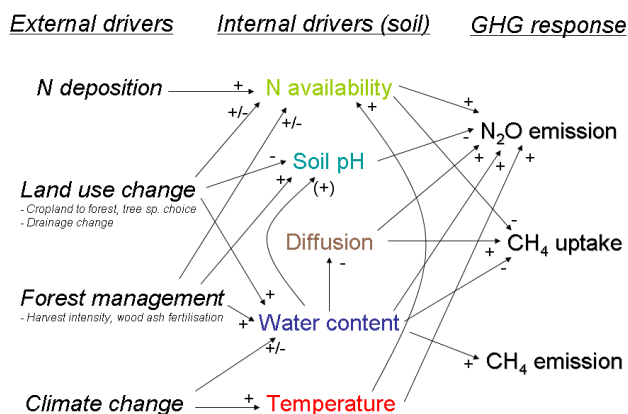 External drivers Internal drivers (soil) GHG response
N deposition + N availability +
+/- +/- + - N₂O emission
- Soil pH + + +
Land use change + (+)
- Cropland to forest, tree sp. choice
- Drainage change
Diffusion - + CH₄ uptake
- -
Forest management +
- Harvest intensity, wood ash fertilisation + Water content
+/- + CH₄ emission
Climate change + Temperature